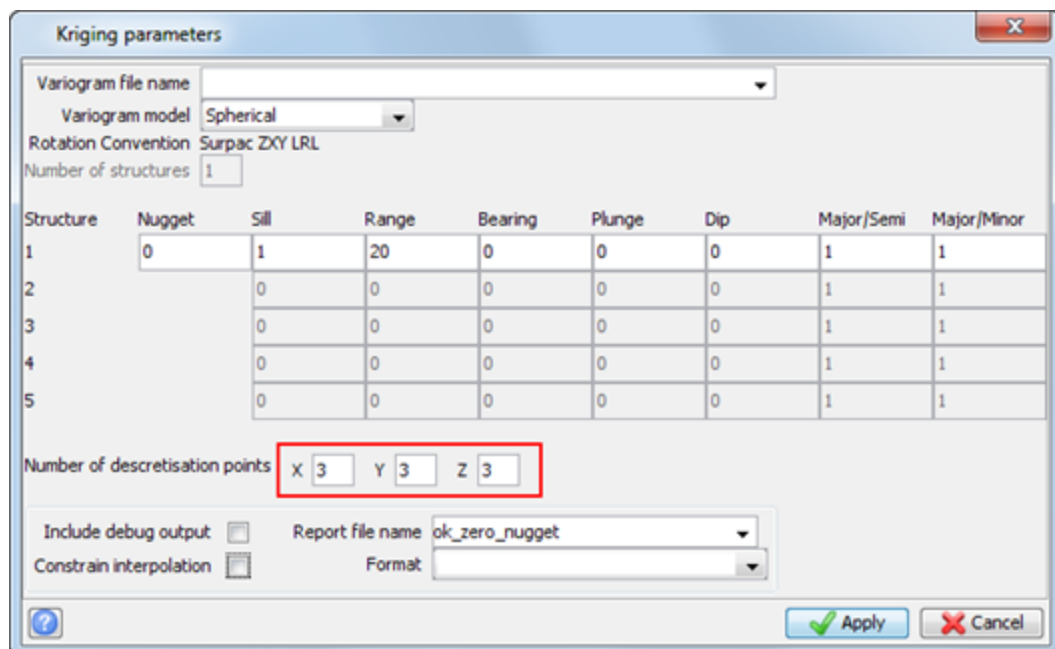 Kriging parameters
Variogram file name
Variogram model Spherical
Rotation Convention Surpac ZXY LRL
Number of structures 1
Structure Nugget Sill Range Bearing Plunge Dip Major/Semi Major/Minor
1 0 1 20 0 0 0 1 1
2 0 0 0 0 0 1 1
3 0 0 0 0 0 1 1
4 0 0 0 0 0 1 1
5 0 0 0 0 0 1 1
Number of descretisation points X 3 Y 3 Z 3
Include debug output Report file name ok_zero_nugget
Constrain interpolation Format
? Apply Cancel